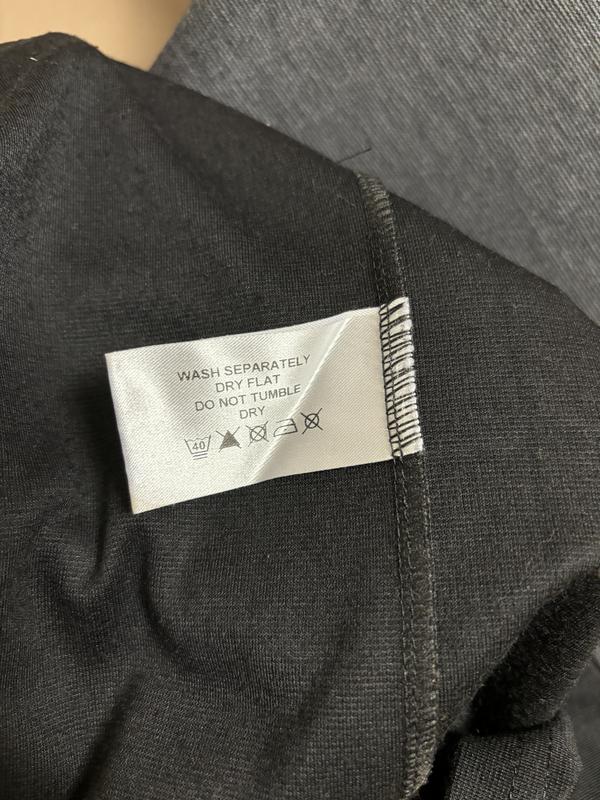 WASH SEPARATELY
DRY FLAT
DO NOT TUMBLE
DRY
40